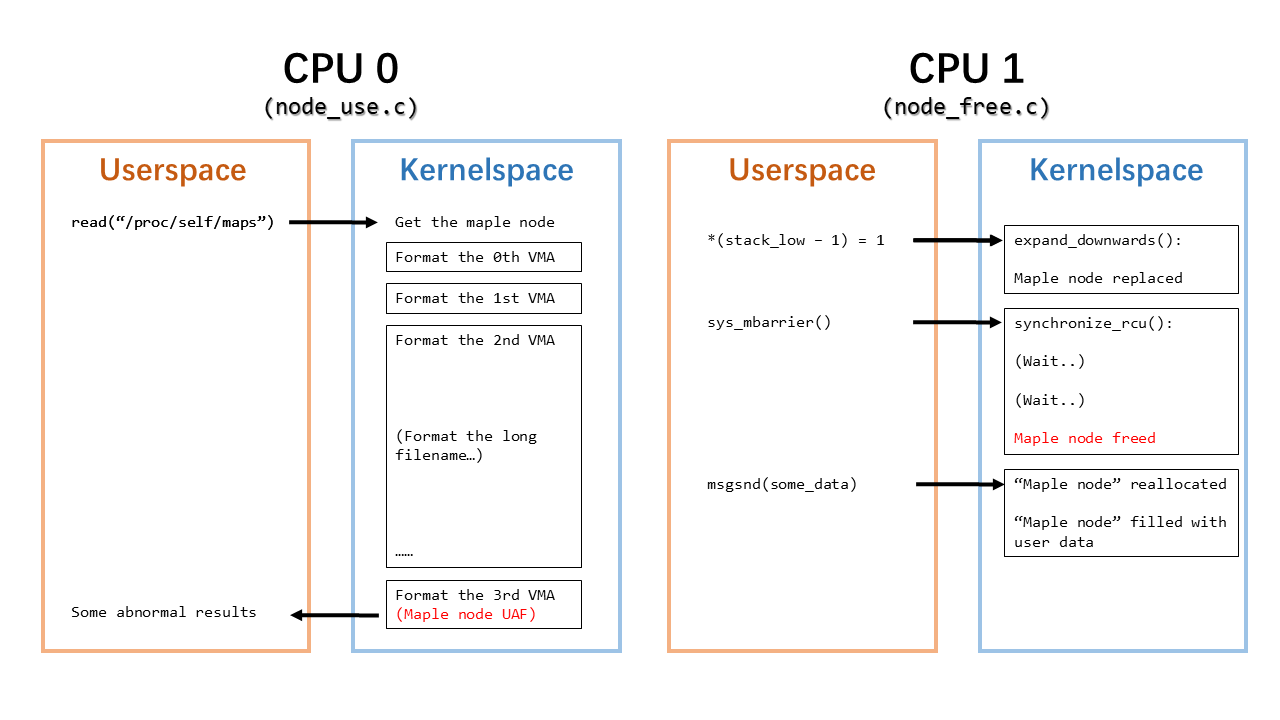 CPU 0
(node_use.c)
Userspace
Kernelspace
read(“/proc/self/maps”)
Get the maple node
Format the 0th VMA
Format the 1st VMA
Format the 2nd VMA
(Format the long
filename…)
……
Format the 3rd VMA
(Maple node UAF)
Some abnormal results
CPU 1
(node_free.c)
Userspace
Kernelspace
*(stack_low – 1) = 1
expand_downwards():
Maple node replaced
sys_mbarrier()
synchronize_rcu():
(Wait..)
(Wait..)
Maple node freed
msgsnd(some_data)
“Maple node” reallocated
“Maple node” filled with
user data